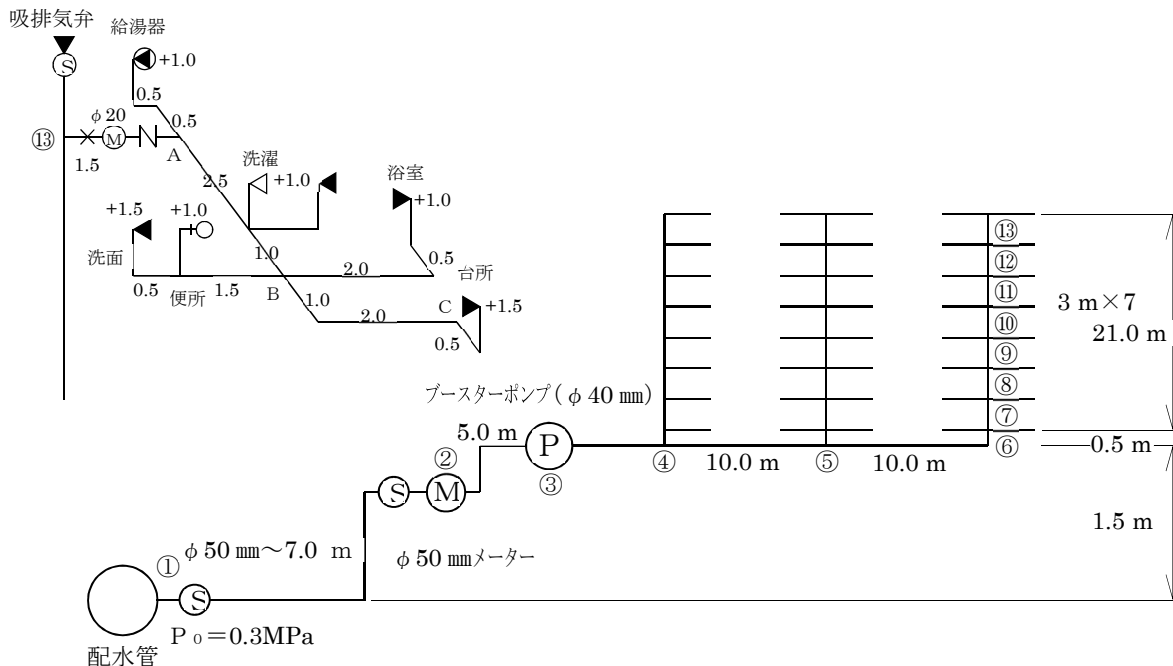 吸排気弁
給湯器
S
+1.0
0.5
φ20
0.5
⑬
M
N
1.5
A
洗濯
2.5
+1.0
浴室
+1.0
+1.5
+1.0
洗面
1.0
0.5
台所
2.0
0.5
便所
1.5
B
1.0
C
+1.5
2.0
0.5
⑬
⑫
⑪
⑩
⑨
⑧
⑦
⑥
3 m×7
21.0 m
ブースターポンプ(φ40 ㎜)
5.0 m
P
②
③
④
10.0 m
⑤
10.0 m
0.5 m
S
M
1.5 m
①
φ50 ㎜～7.0 m
φ50 ㎜メーター
S
P₀＝0.3MPa
配水管